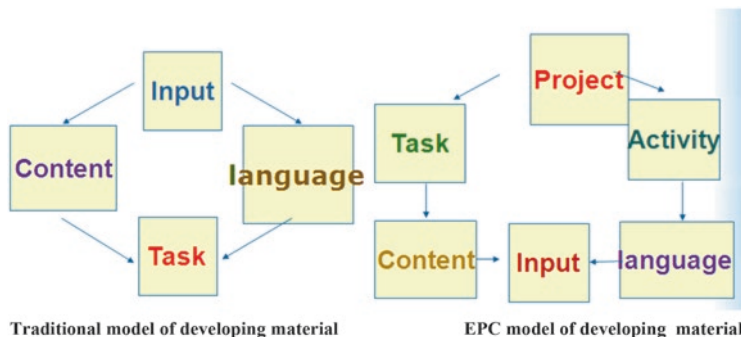 Input
Content
language
Task
Traditional model of developing material
Project
Task
Activity
Content
Input
language
EPC model of developing material